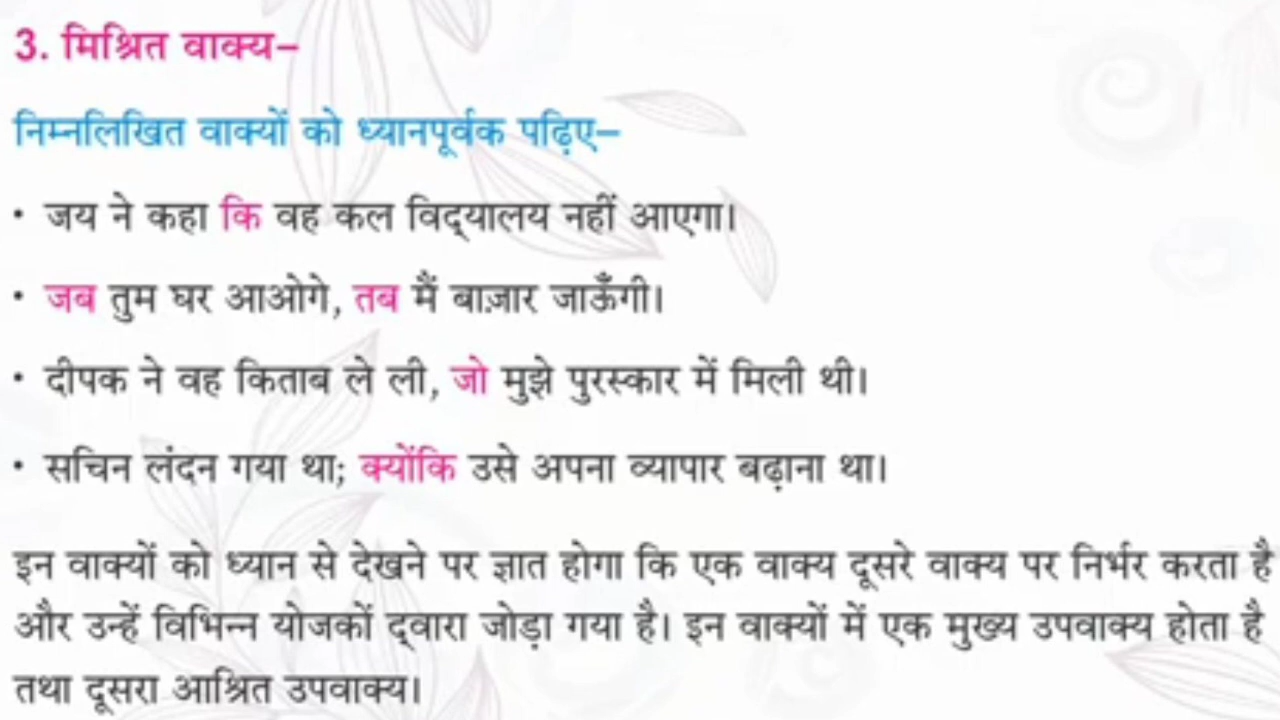 3. मिश्रित वाक्य–
निम्नलिखित वाक्यों को ध्यानपूर्वक पढ़िए–
• जय ने कहा कि वह कल विद्‌यालय नहीं आएगा।
• जब तुम घर आओगे, तब मैं बाज़ार जाऊँगी।
• दीपक ने वह किताब ले ली, जो मुझे पुरस्कार में मिली थी।
• सचिन लंदन गया था; क्योंकि उसे अपना व्यापार बढ़ाना था।
इन वाक्यों को ध्यान से देखने पर ज्ञात होगा कि एक वाक्य दूसरे वाक्य पर निर्भर करता है
और उन्हें विभिन्न योजकों द्‌वारा जोड़ा गया है। इन वाक्यों में एक मुख्य उपवाक्य होता है
तथा दूसरा आश्रित उपवाक्य।